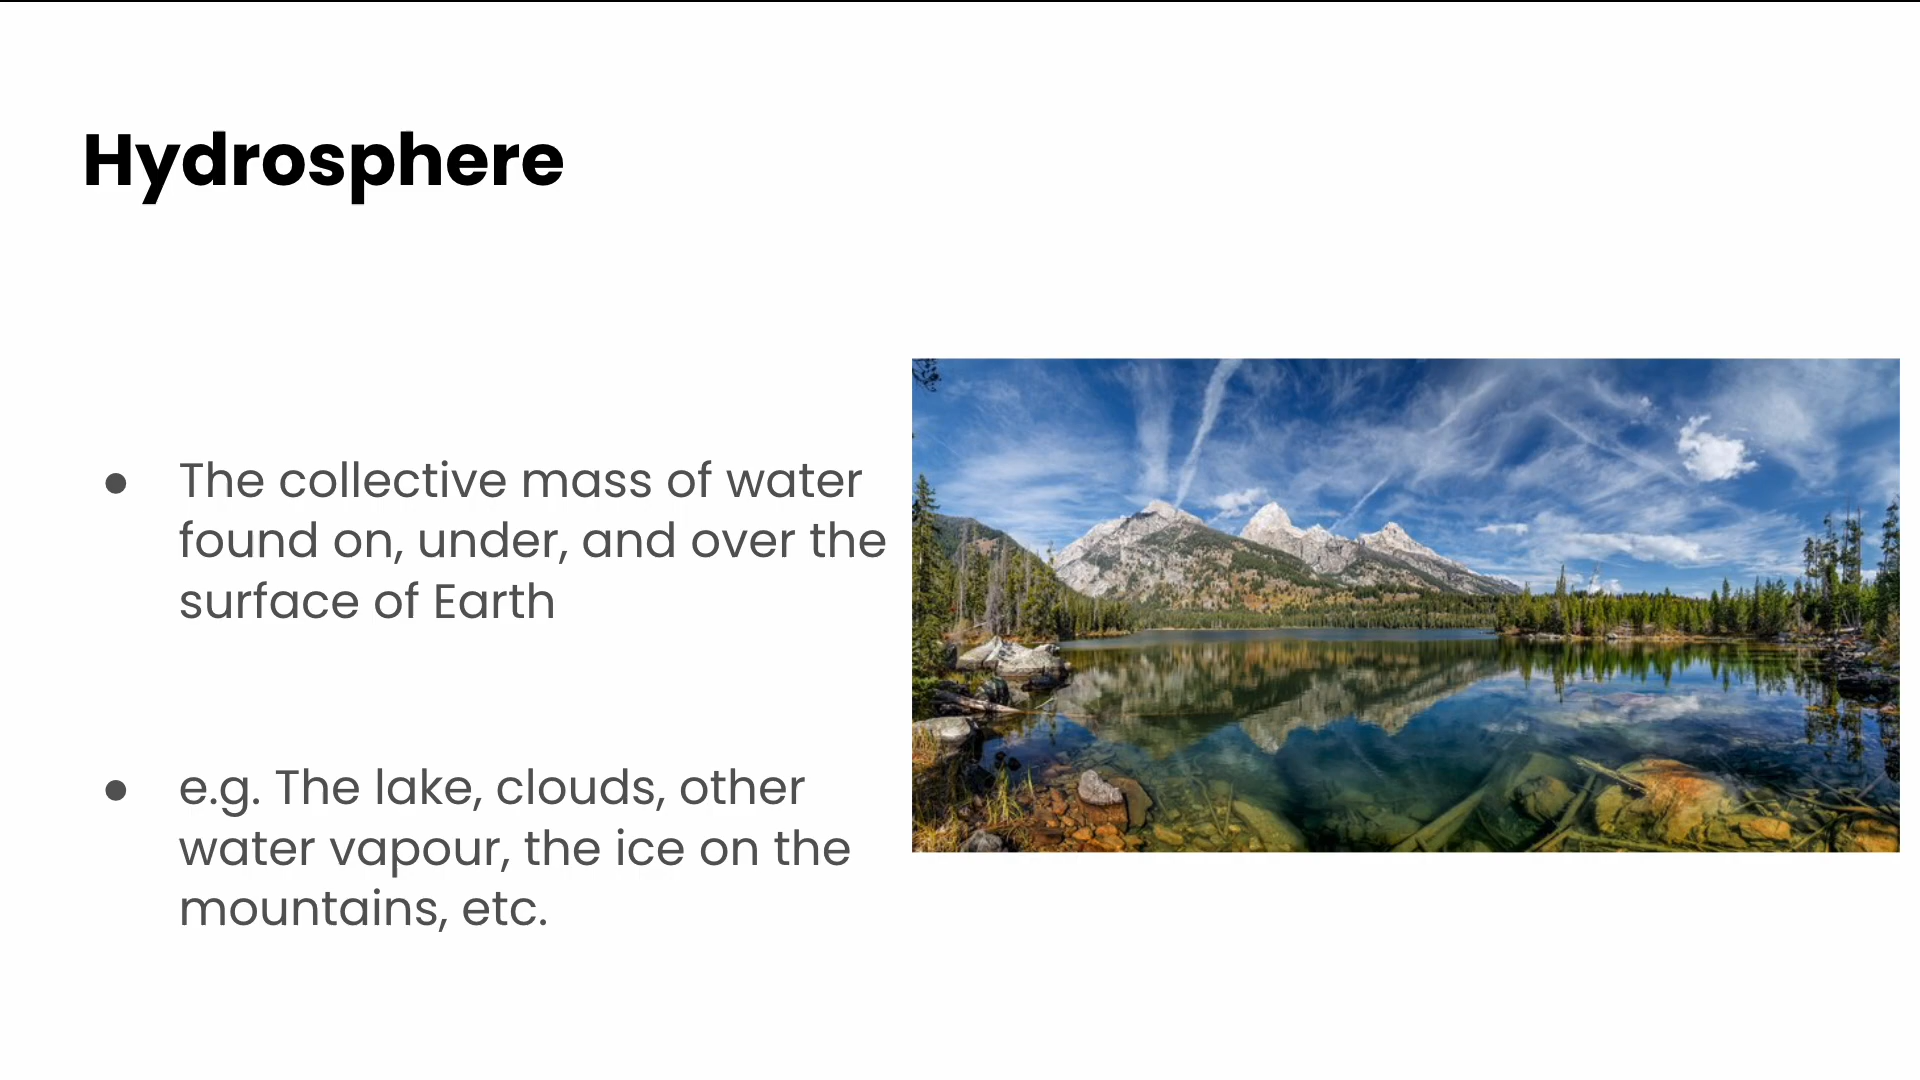 Hydrosphere
● The collective mass of water
found on, under, and over the
surface of Earth
● e.g. The lake, clouds, other
water vapour, the ice on the
mountains, etc.